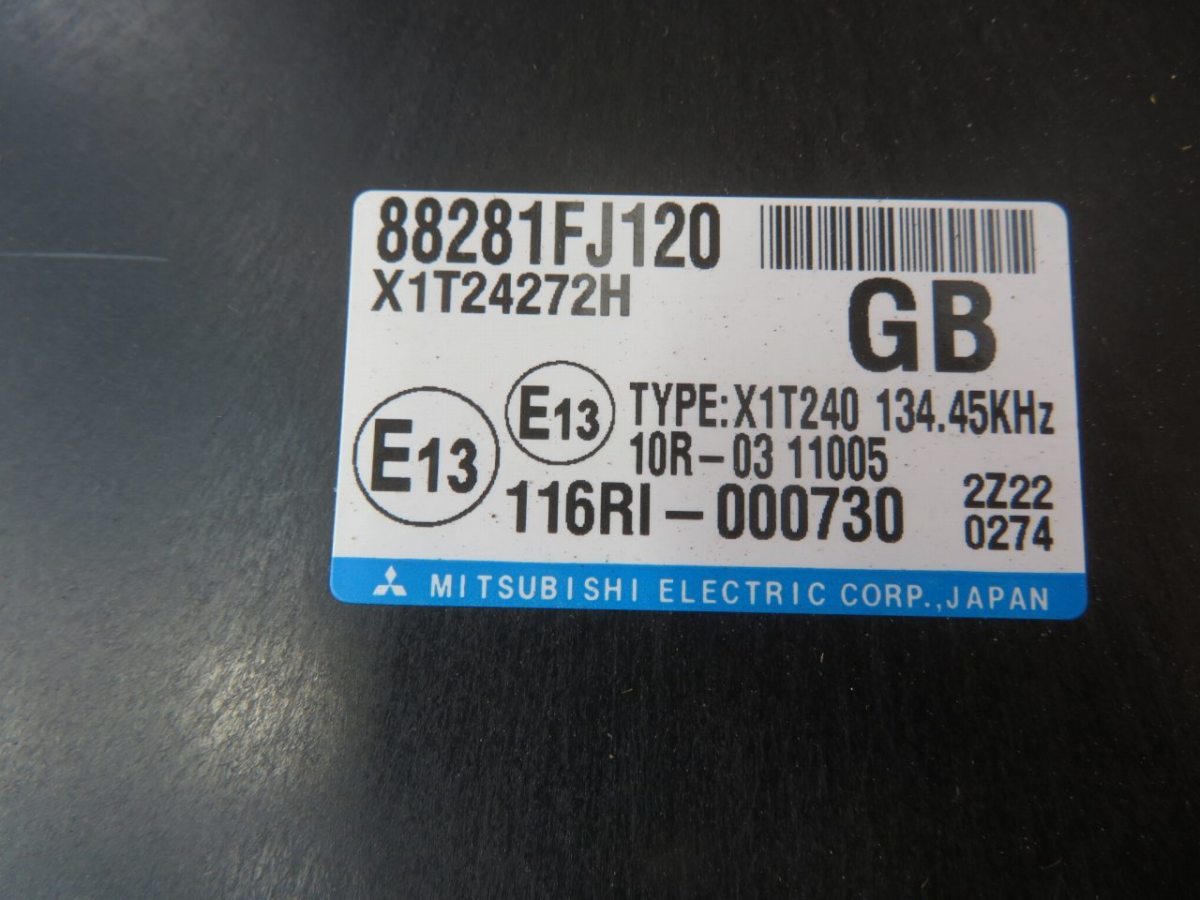 88281FJ120
X1T24272H
GB
E13
E13
TYPE:X1T240 134.45KHz
10R-03 11005
116RI-000730
2Z22
0274
MITSUBISHI ELECTRIC CORP.,JAPAN